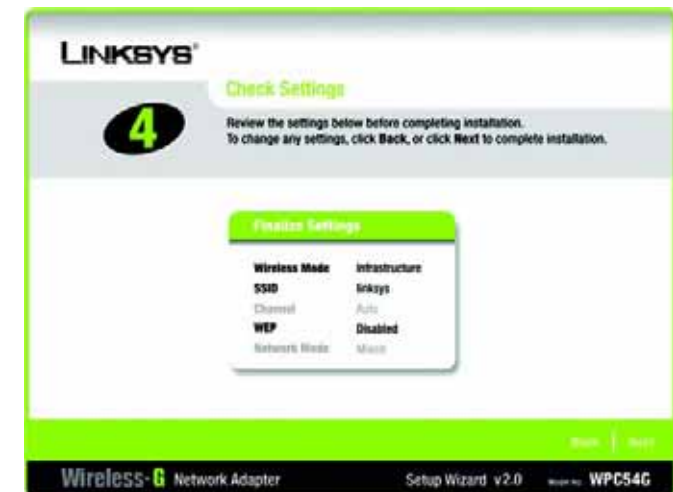 LINKSYS®
Check Settings
4
Review the settings below before completing installation.
To change any settings, click Back, or click Next to complete installation.
Finalize Settings
Wireless Mode Infrastructure
SSID linksys
Channel Auto
WEP Disabled
Network Mode Mixed
Back | Next
Wireless-G Network Adapter Setup Wizard v2.0 Model No. WPC54G